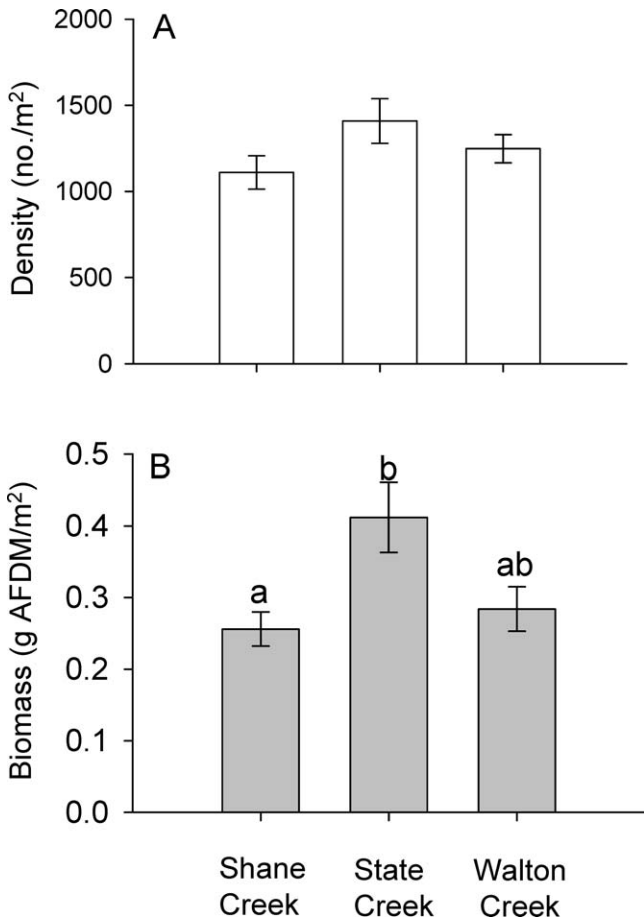 A
Density (no./m²)
2000
1500
1000
500
0
B
Biomass (g AFDM/m²)
0.5
0.4
0.3
0.2
0.1
0.0
a
b
ab
Shane
Creek
State
Creek
Walton
Creek